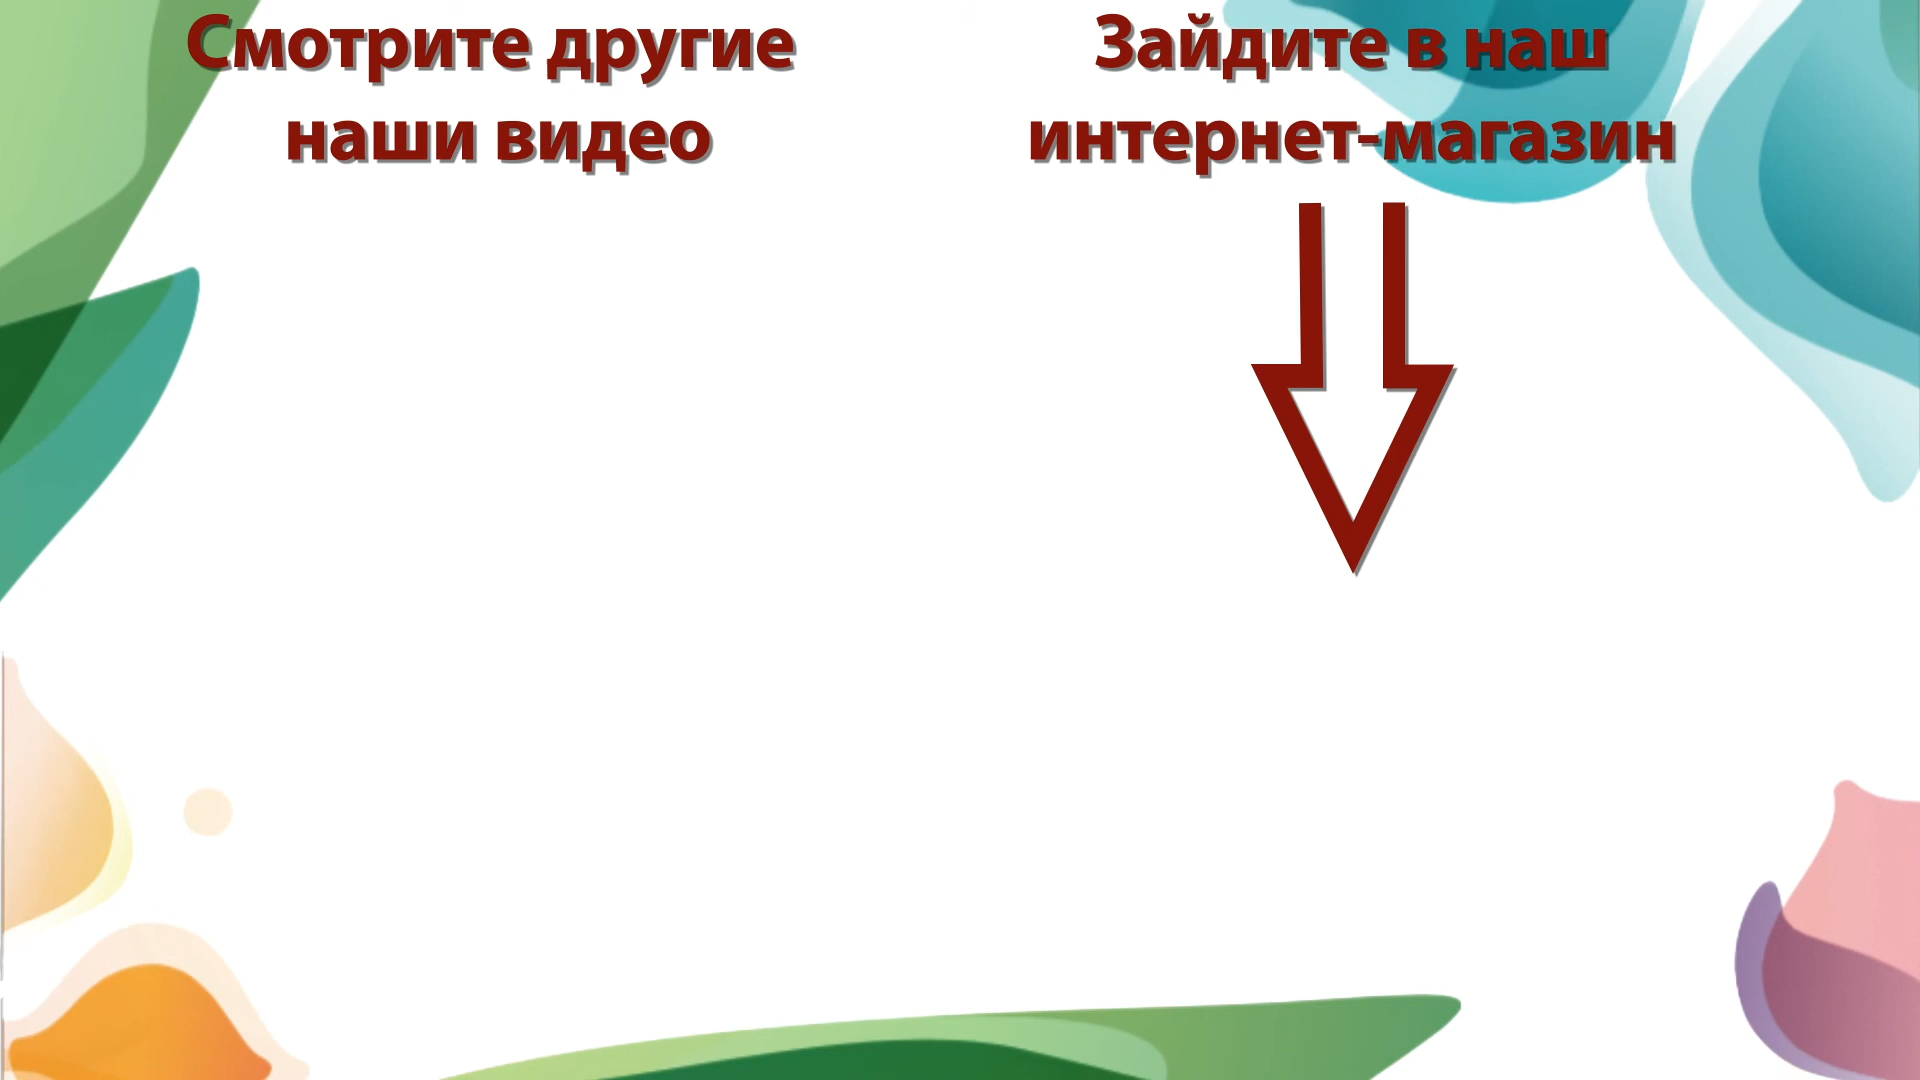 Смотрите другие
наши видео
Зайдите в наш
интернет-магазин